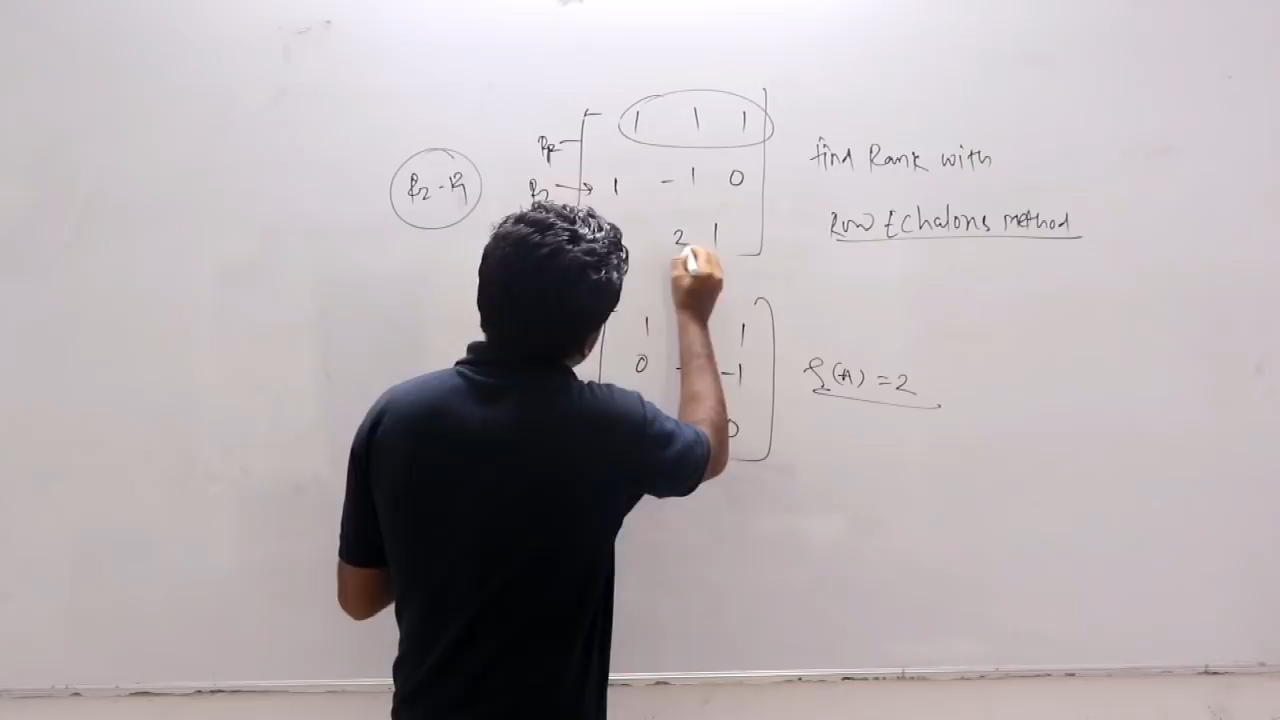 1 1 1
R2 → 1 - 1 0
2 1
R2 - R1
find Rank with
Row Echalons method
1 1
0 - -1
0
ρ(A) = 2